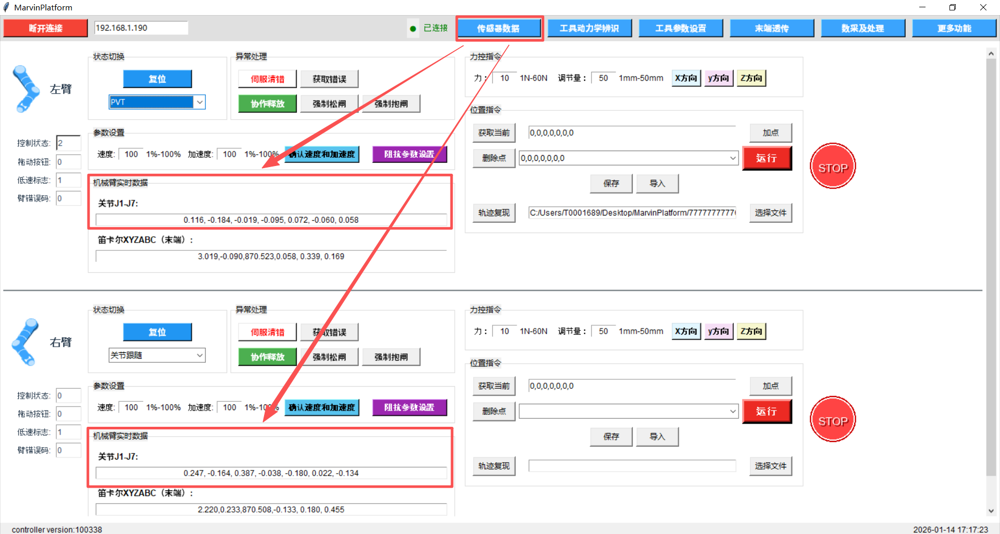 MarvinPlatform
断开连接 192.168.1.190 已连接 传感器数据 工具动力学辨识 工具参数设置 末端透传 数采及处理 更多功能
左臂
状态切换
复位
PVT
异常处理
伺服清错 获取错误
协作释放 强制松闸 强制抱闸
力控指令
力： 10 1N-60N 调节量： 50 1mm-50mm X方向 y方向 Z方向
控制状态: 2
拖动按钮: 0
低速标志: 1
臂错误码: 0
参数设置
速度: 100 1%-100% 加速度: 100 1%-100% 确认速度和加速度 阻抗参数设置
机械臂实时数据
关节J1-J7:
0.116, -0.184, -0.019, -0.095, 0.072, -0.060, 0.058
笛卡尔XYZABC（末端）:
3.019,-0.090,870.523,0.058, 0.339, 0.169
位置指令
获取当前 0,0,0,0,0,0,0 加点
删除点 0,0,0,0,0,0,0 运行
保存 导入
轨迹复现 C:/Users/T0001689/Desktop/MarvinPlatform/7777777777 选择文件
STOP
右臂
状态切换
复位
关节跟随
异常处理
伺服清错 获取错误
协作释放 强制松闸 强制抱闸
力控指令
力： 10 1N-60N 调节量： 50 1mm-50mm X方向 y方向 Z方向
控制状态: 0
拖动按钮: 0
低速标志: 1
臂错误码: 0
参数设置
速度: 100 1%-100% 加速度: 100 1%-100% 确认速度和加速度 阻抗参数设置
机械臂实时数据
关节J1-J7:
0.247, -0.164, 0.387, -0.038, -0.180, 0.022, -0.134
笛卡尔XYZABC（末端）:
2.220,0.233,870.508,-0.133, 0.180, 0.455
位置指令
获取当前 0,0,0,0,0,0,0 加点
删除点 运行
保存 导入
轨迹复现 选择文件
STOP
controller version:100338 2026-01-14 17:17:23